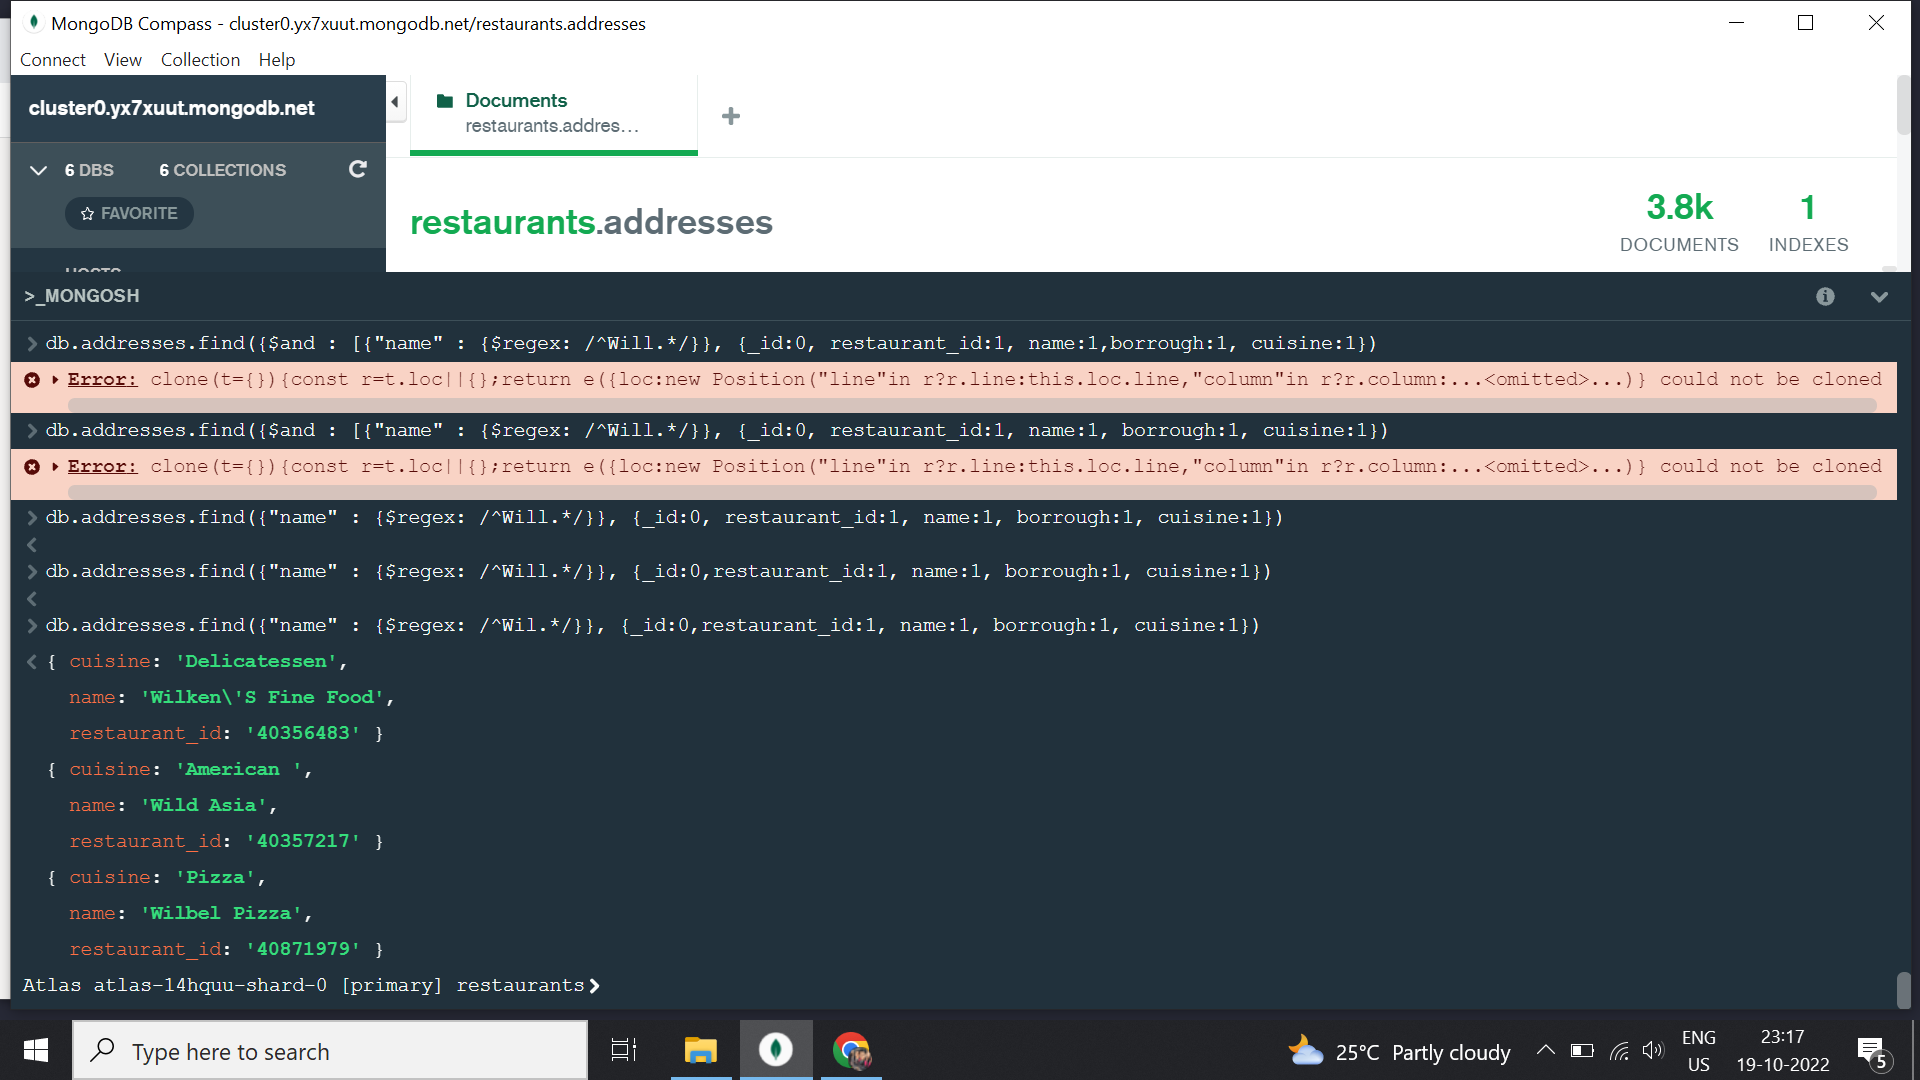 MongoDB Compass - cluster0.yx7xuut.mongodb.net/restaurants.addresses
Connect View Collection Help
cluster0.yx7xuut.mongodb.net
Documents
restaurants.addres...
6 DBS 6 COLLECTIONS
FAVORITE
HOSTS
restaurants.addresses
3.8k
DOCUMENTS
1
INDEXES
>_MONGOSH
> db.addresses.find({$and : [{"name" : {$regex: /^Will.*/}}, {_id:0, restaurant_id:1, name:1,borrough:1, cuisine:1})
Error: clone(t={}){const r=t.loc||{};return e({loc:new Position("line"in r?r.line:this.loc.line,"column"in r?r.column:...<omitted>...)} could not be cloned
> db.addresses.find({$and : [{"name" : {$regex: /^Will.*/}}, {_id:0, restaurant_id:1, name:1, borrough:1, cuisine:1})
Error: clone(t={}){const r=t.loc||{};return e({loc:new Position("line"in r?r.line:this.loc.line,"column"in r?r.column:...<omitted>...)} could not be cloned
> db.addresses.find({"name" : {$regex: /^Will.*/}}, {_id:0, restaurant_id:1, name:1, borrough:1, cuisine:1})
<
> db.addresses.find({"name" : {$regex: /^Will.*/}}, {_id:0,restaurant_id:1, name:1, borrough:1, cuisine:1})
<
> db.addresses.find({"name" : {$regex: /^Wil.*/}}, {_id:0,restaurant_id:1, name:1, borrough:1, cuisine:1})
< { cuisine: 'Delicatessen',
name: 'Wilken\'S Fine Food',
restaurant_id: '40356483' }
{ cuisine: 'American ',
name: 'Wild Asia',
restaurant_id: '40357217' }
{ cuisine: 'Pizza',
name: 'Wilbel Pizza',
restaurant_id: '40871979' }
Atlas atlas-14hquu-shard-0 [primary] restaurants>
Type here to search
25°C Partly cloudy
ENG
US
23:17
19-10-2022
5